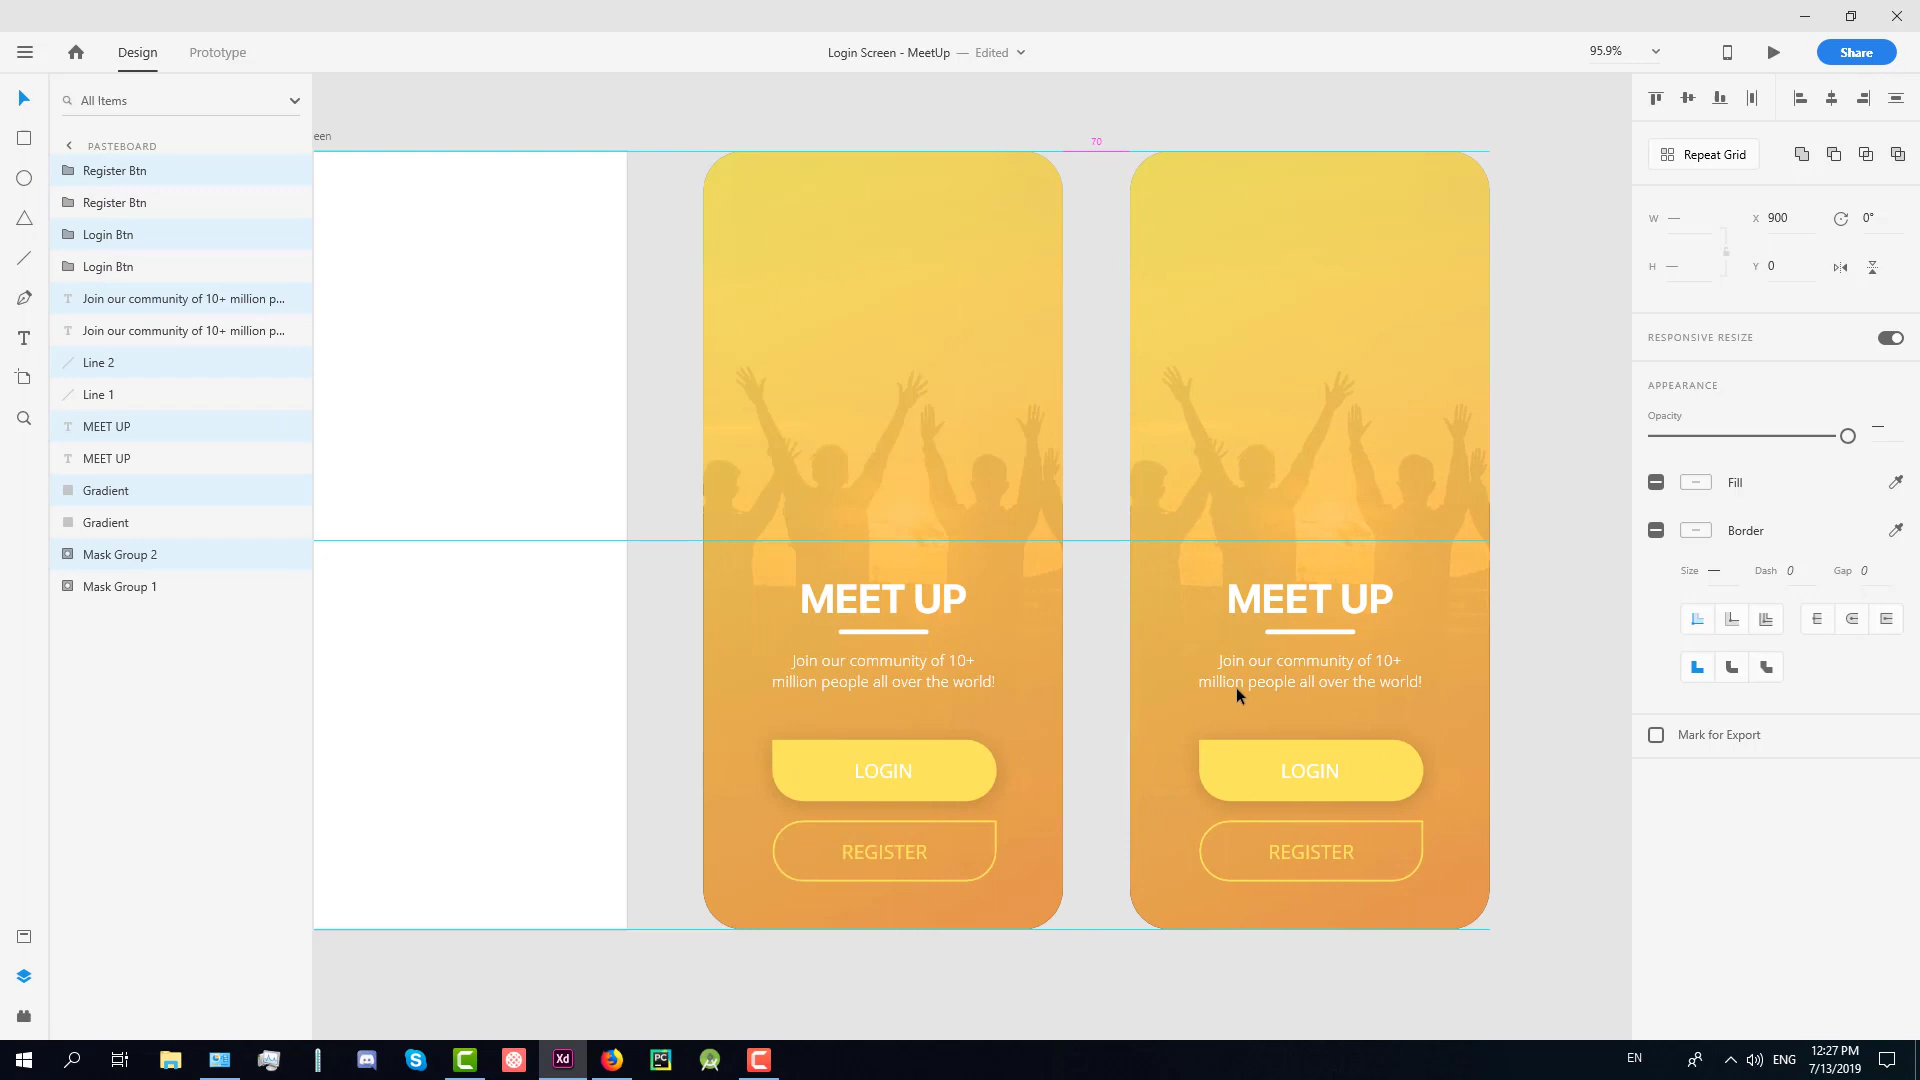 Design
Prototype
Login Screen - MeetUp — Edited
95.9%
Share
All Items
PASTEBOARD
Register Btn
Register Btn
Login Btn
Login Btn
Join our community of 10+ million p...
Join our community of 10+ million p...
Line 2
Line 1
MEET UP
MEET UP
Gradient
Gradient
Mask Group 2
Mask Group 1
een
70
MEET UP
Join our community of 10+
million people all over the world!
LOGIN
REGISTER
MEET UP
Join our community of 10+
million people all over the world!
LOGIN
REGISTER
Repeat Grid
W — X 900 0°
H — Y 0
RESPONSIVE RESIZE
APPEARANCE
Opacity
—
Fill
Border
Size — Dash 0 Gap 0
Mark for Export
Xd
PC
EN
ENG
12:27 PM
7/13/2019